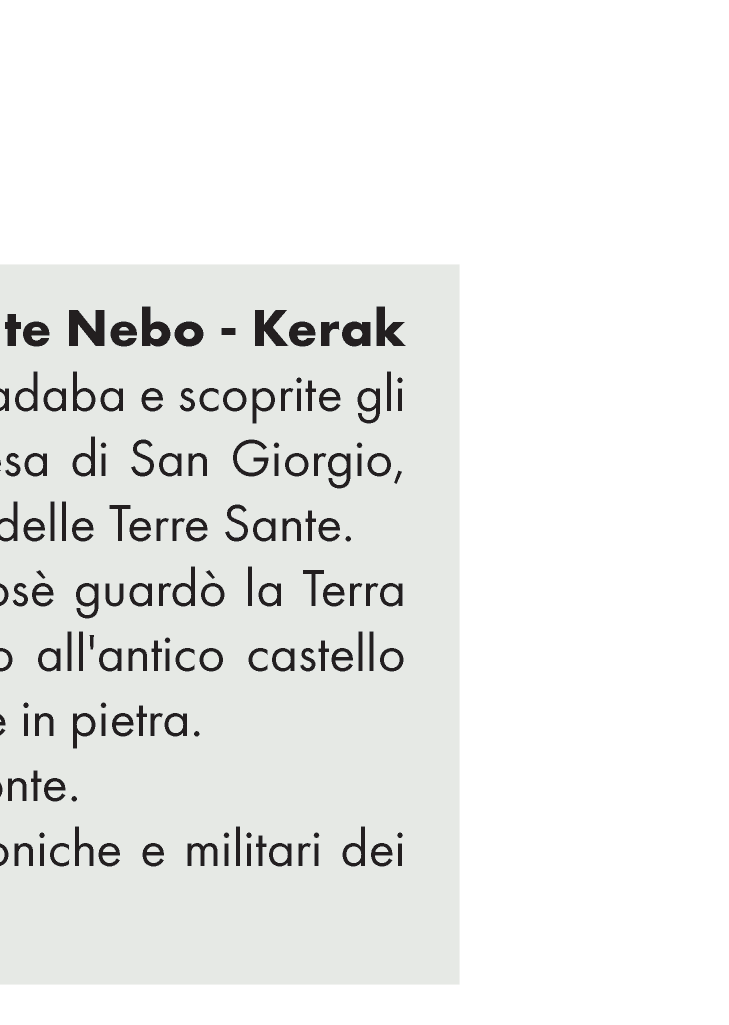 te Nebo - Kerak
adaba e scoprite gli
esa di San Giorgio,
delle Terre Sante.
osè guardò la Terra
o all'antico castello
e in pietra.
onte.
oniche e militari dei